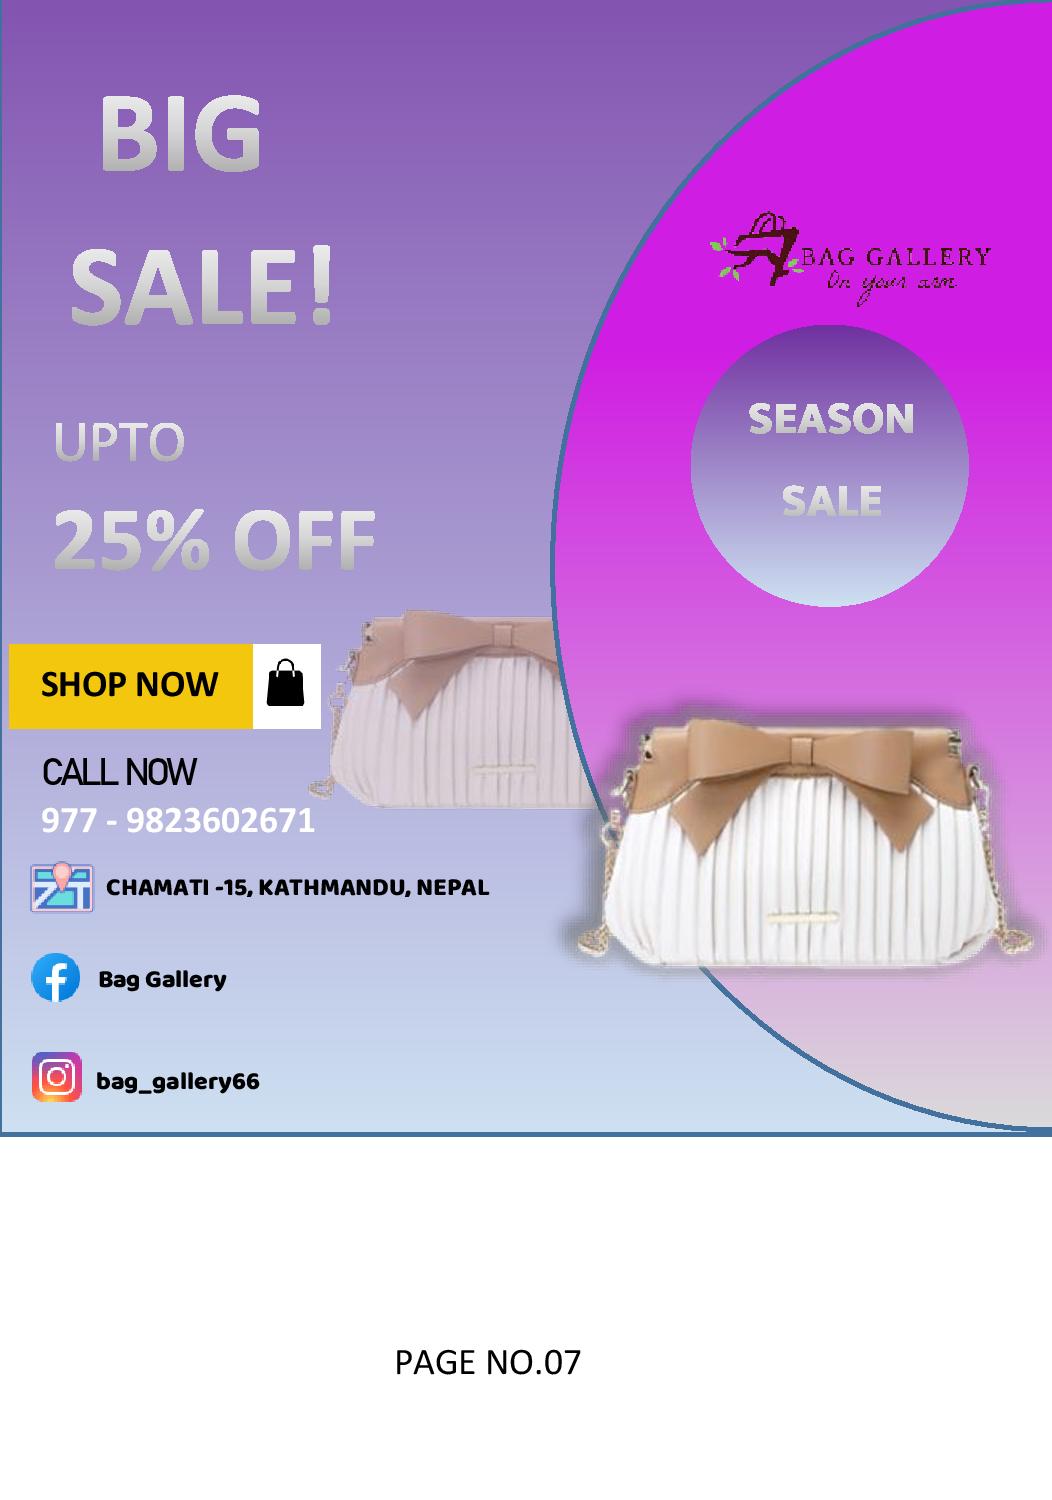 BIG
SALE!
UPTO
25% OFF
SHOP NOW
CALL NOW
977 - 9823602671
CHAMATI -15, KATHMANDU, NEPAL
Bag Gallery
bag_gallery66
BAG GALLERY
On your arm
SEASON
SALE
PAGE NO.07